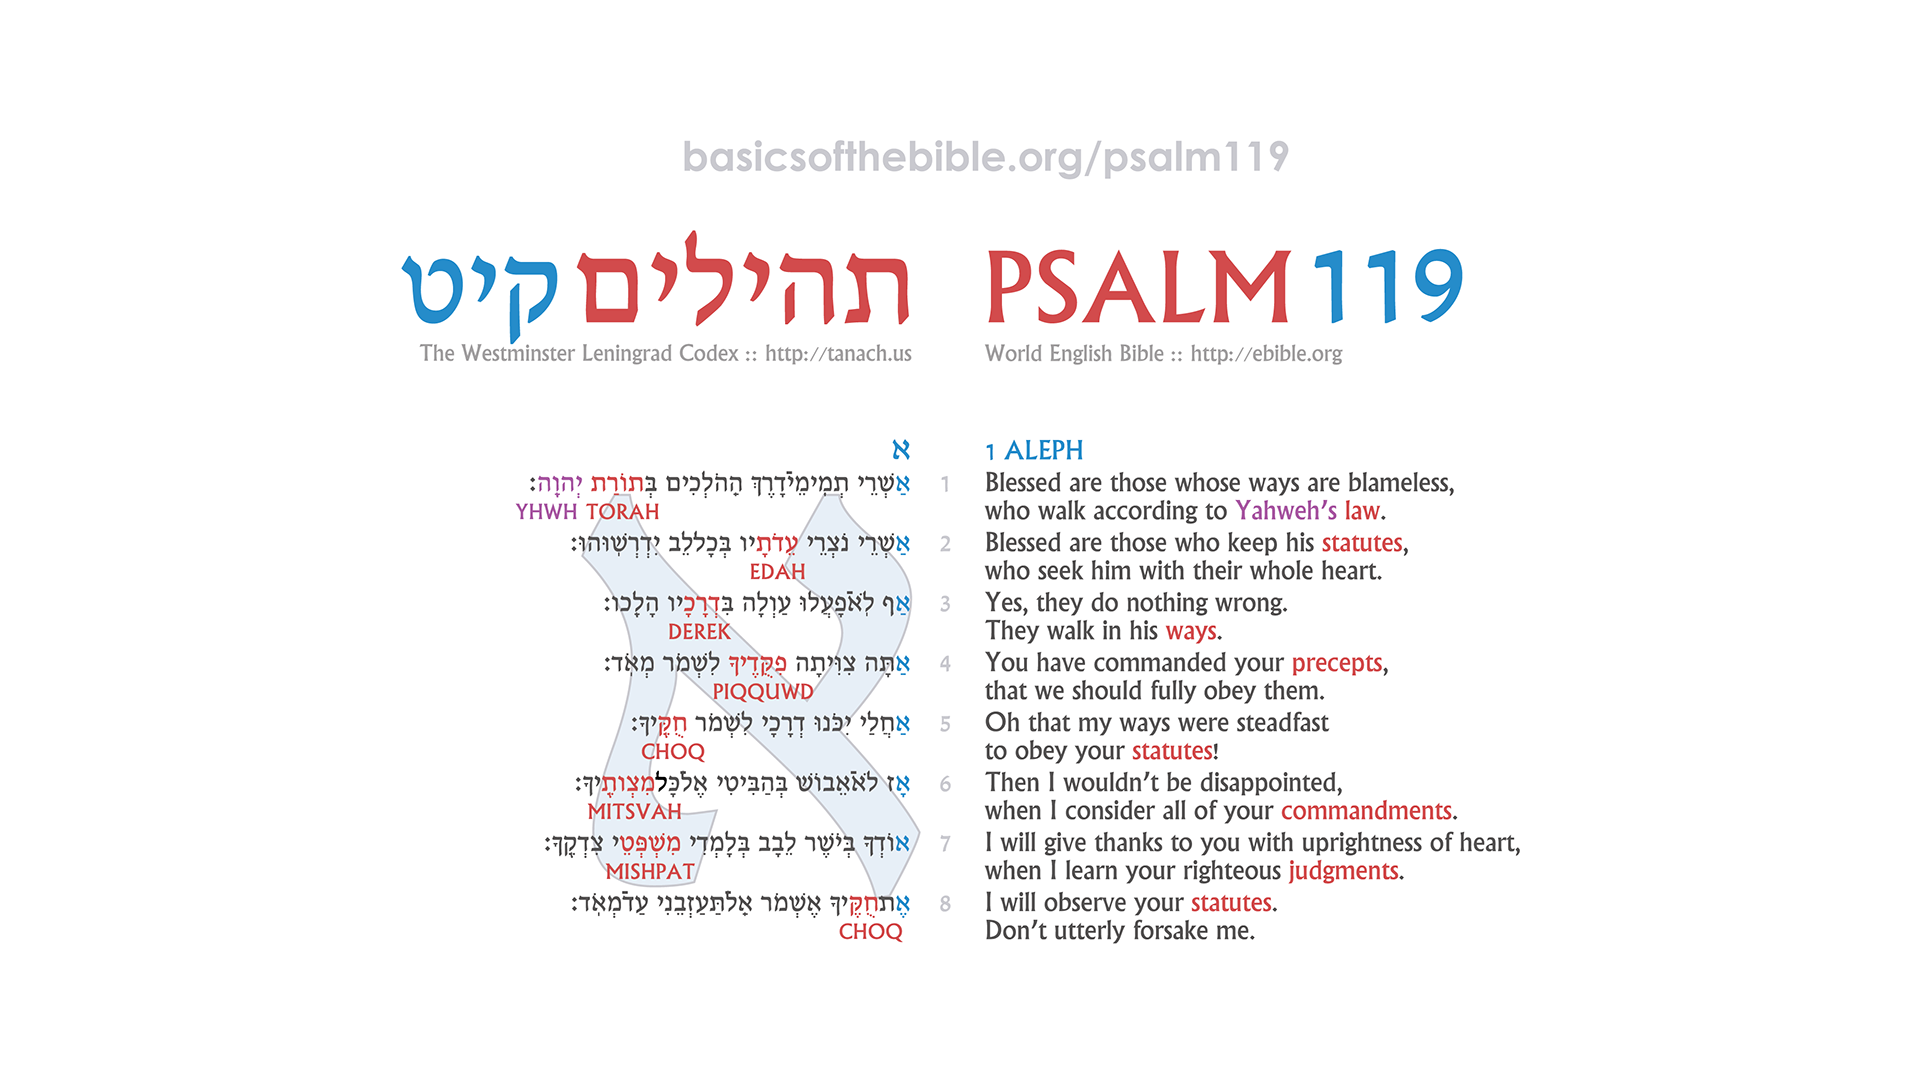 basicsofthebible.org/psalm119
תהילים קיט
PSALM 119
The Westminster Leningrad Codex :: http://tanach.us
World English Bible :: http://ebible.org
א
אַשְׁרֵ֥י תְמִֽימֵי־דָ֑רֶךְ הַֽ֝הֹלְכִ֗ים בְּתוֹרַ֥ת יְהוָֽה׃
YHWH TORAH
אַ֭שְׁרֵי נֹצְרֵ֥י עֵדֹתָ֗יו בְּכָל־לֵ֥ב יִדְרְשֽׁוּהוּ׃
EDAH
אַ֭ף לֹֽא־פָעֲל֣וּ עַוְלָ֑ה בִּדְרָכָ֥יו הָלָֽכוּ׃
DEREK
אַ֭תָּה צִוִּ֥יתָה פִקֻּדֶ֗יךָ לִשְׁמֹ֥ר מְאֹֽד׃
PIQQUWD
אַ֭חֲלַי יִכֹּ֥נוּ דְרָכָ֗י לִשְׁמֹ֥ר חֻקֶּֽיךָ׃
CHOQ
אָ֥ז לֹא־אֵב֑וֹשׁ בְּ֝הַבִּיטִ֗י אֶל־כָּל־מִצְוֺתֶֽיךָ׃
MITSVAH
א֭וֹדְךָ בְּיֹ֣שֶׁר לֵבָ֑ב בְּ֝לָמְדִ֗י מִשְׁפְּטֵ֥י צִדְקֶֽךָ׃
MISHPAT
אֶת־חֻקֶּ֥יךָ אֶשְׁמֹ֑ר אַֽל־תַּעַזְבֵ֥נִי עַד־מְאֹֽד׃
CHOQ
1 ALEPH
1 Blessed are those whose ways are blameless,
who walk according to Yahweh’s law.
2 Blessed are those who keep his statutes,
who seek him with their whole heart.
3 Yes, they do nothing wrong.
They walk in his ways.
4 You have commanded your precepts,
that we should fully obey them.
5 Oh that my ways were steadfast
to obey your statutes!
6 Then I wouldn’t be disappointed,
when I consider all of your commandments.
7 I will give thanks to you with uprightness of heart,
when I learn your righteous judgments.
8 I will observe your statutes.
Don’t utterly forsake me.